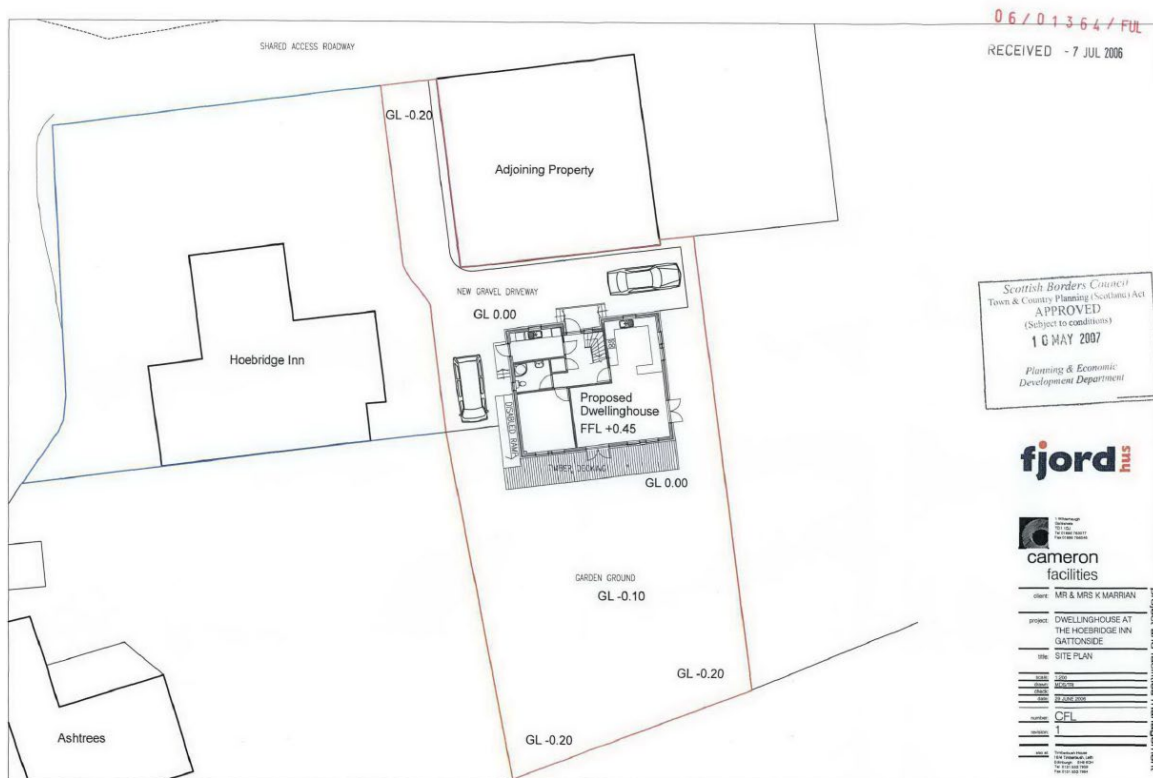 06/01364/FUL
RECEIVED - 7 JUL 2006
SHARED ACCESS ROADWAY
GL -0.20
Adjoining Property
NEW GRAVEL DRIVEWAY
GL 0.00
Hoebridge Inn
Proposed
Dwellinghouse
FFL +0.45
DISABLED RAMP
TIMBER DECKING
GL 0.00
GARDEN GROUND
GL -0.10
GL -0.20
GL -0.20
Ashtrees
Scottish Borders Council
Town & Country Planning (Scotland) Act
APPROVED
(Subject to conditions)
10 MAY 2007
Planning & Economic
Development Department
fjord hus
cameron
facilities
client: MR & MRS K MARRIAN
project: DWELLINGHOUSE AT
THE HOEBRIDGE INN
GATTONSIDE
title: SITE PLAN
scale: 1:200
date: 29 JUNE 2006
number: CFL
revision: 1